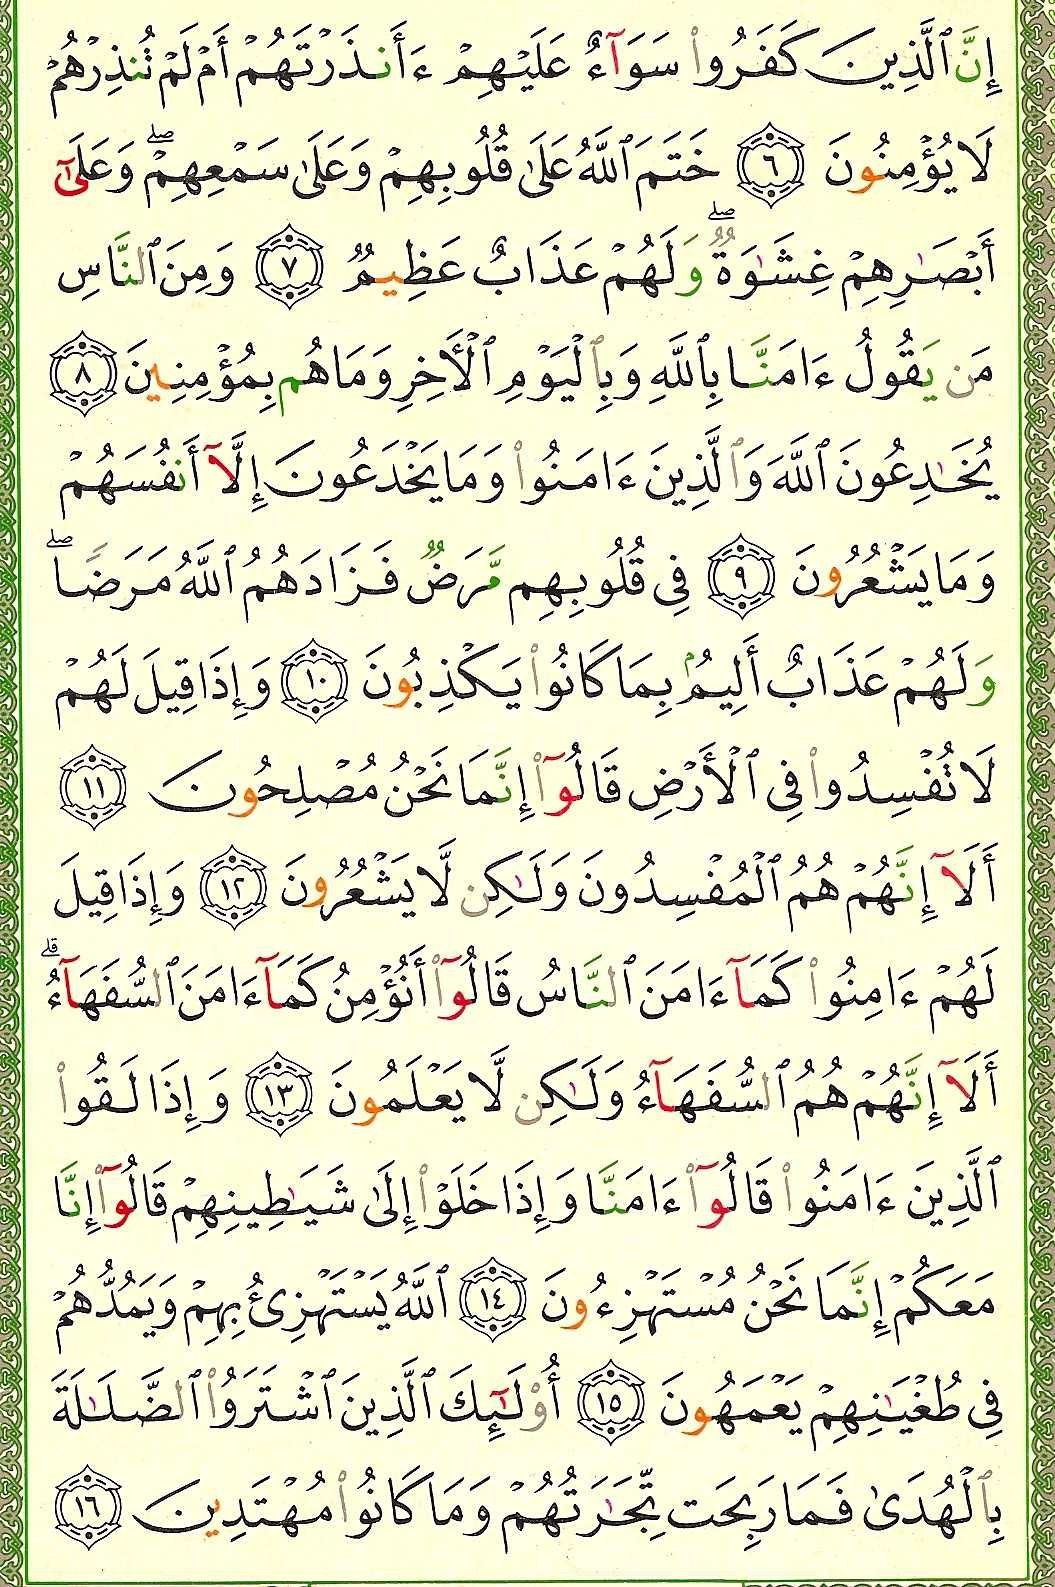 إِنَّ ٱلَّذِينَ كَفَرُوا۟ سَوَآءٌ عَلَيْهِمْ ءَأَنذَرْتَهُمْ أَمْ لَمْ تُنذِرْهُمْ
لَا يُؤْمِنُونَ ٦ خَتَمَ ٱللَّهُ عَلَىٰ قُلُوبِهِمْ وَعَلَىٰ سَمْعِهِمْ ۖ وَعَلَىٰٓ
أَبْصَـٰرِهِمْ غِشَـٰوَةٌ ۖ وَلَهُمْ عَذَابٌ عَظِيمٌ ٧ وَمِنَ ٱلنَّاسِ
مَن يَقُولُ ءَامَنَّا بِٱللَّهِ وَبِٱلْيَوْمِ ٱلْـَٔاخِرِ وَمَا هُم بِمُؤْمِنِينَ ٨
يُخَـٰدِعُونَ ٱللَّهَ وَٱلَّذِينَ ءَامَنُوا۟ وَمَا يَخْدَعُونَ إِلَّآ أَنفُسَهُمْ
وَمَا يَشْعُرُونَ ٩ فِى قُلُوبِهِم مَّرَضٌ فَزَادَهُمُ ٱللَّهُ مَرَضًا ۖ
وَلَهُمْ عَذَابٌ أَلِيمٌۢ بِمَا كَانُوا۟ يَكْذِبُونَ ١٠ وَإِذَا قِيلَ لَهُمْ
لَا تُفْسِدُوا۟ فِى ٱلْأَرْضِ قَالُوٓا۟ إِنَّمَا نَحْنُ مُصْلِحُونَ ١١
أَلَآ إِنَّهُمْ هُمُ ٱلْمُفْسِدُونَ وَلَـٰكِن لَّا يَشْعُرُونَ ١٢ وَإِذَا قِيلَ
لَهُمْ ءَامِنُوا۟ كَمَآ ءَامَنَ ٱلنَّاسُ قَالُوٓا۟ أَنُؤْمِنُ كَمَآ ءَامَنَ ٱلسُّفَهَآءُ ۗ
أَلَآ إِنَّهُمْ هُمُ ٱلسُّفَهَآءُ وَلَـٰكِن لَّا يَعْلَمُونَ ١٣ وَإِذَا لَقُوا۟
ٱلَّذِينَ ءَامَنُوا۟ قَالُوٓا۟ ءَامَنَّا وَإِذَا خَلَوْا۟ إِلَىٰ شَيَـٰطِينِهِمْ قَالُوٓا۟ إِنَّا
مَعَكُمْ إِنَّمَا نَحْنُ مُسْتَهْزِءُونَ ١٤ ٱللَّهُ يَسْتَهْزِئُ بِهِمْ وَيَمُدُّهُمْ
فِى طُغْيَـٰنِهِمْ يَعْمَهُونَ ١٥ أُو۟لَـٰٓئِكَ ٱلَّذِينَ ٱشْتَرَوُا۟ ٱلضَّلَـٰلَةَ
بِٱلْهُدَىٰ فَمَا رَبِحَت تِّجَـٰرَتُهُمْ وَمَا كَانُوا۟ مُهْتَدِينَ ١٦